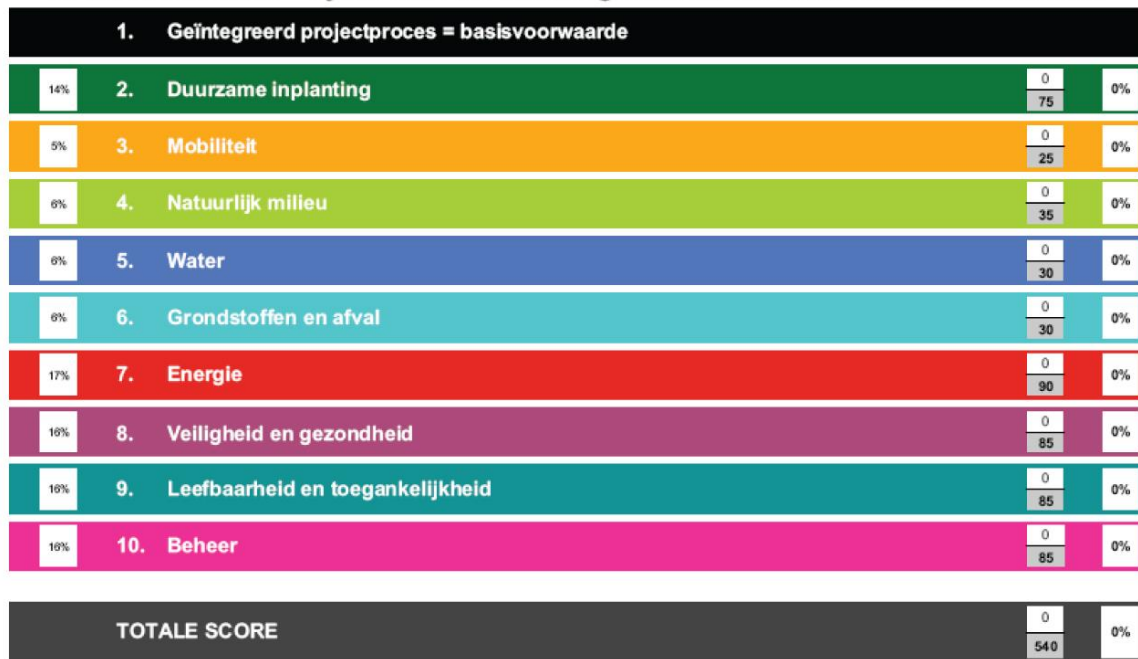 1. Geïntegreerd projectproces = basisvoorwaarde
14% 2. Duurzame inplanting 0 75 0%
5% 3. Mobiliteit 0 25 0%
6% 4. Natuurlijk milieu 0 35 0%
6% 5. Water 0 30 0%
6% 6. Grondstoffen en afval 0 30 0%
17% 7. Energie 0 90 0%
16% 8. Veiligheid en gezondheid 0 85 0%
16% 9. Leefbaarheid en toegankelijkheid 0 85 0%
16% 10. Beheer 0 85 0%
TOTALE SCORE 0 540 0%